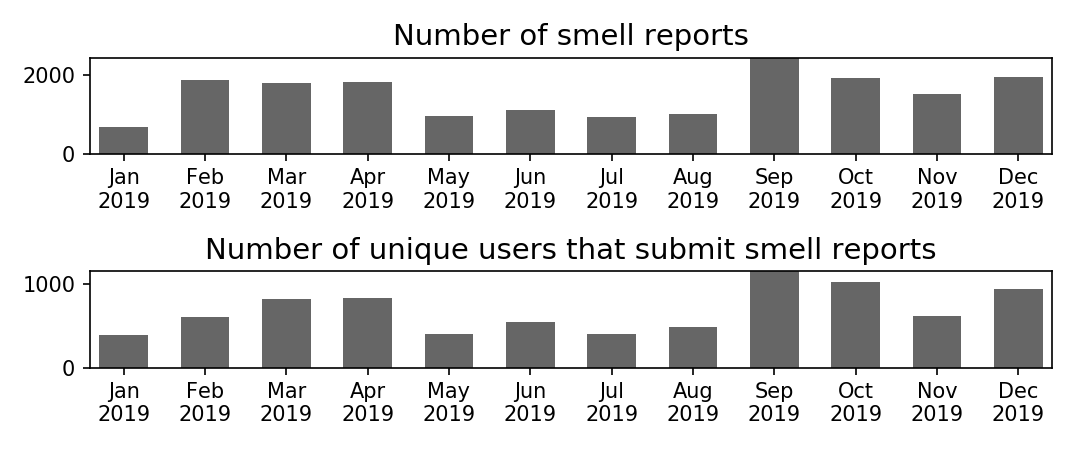 Number of smell reports
2000
0
Jan Feb Mar Apr May Jun Jul Aug Sep Oct Nov Dec
2019 2019 2019 2019 2019 2019 2019 2019 2019 2019 2019 2019
Number of unique users that submit smell reports
1000
0
Jan Feb Mar Apr May Jun Jul Aug Sep Oct Nov Dec
2019 2019 2019 2019 2019 2019 2019 2019 2019 2019 2019 2019